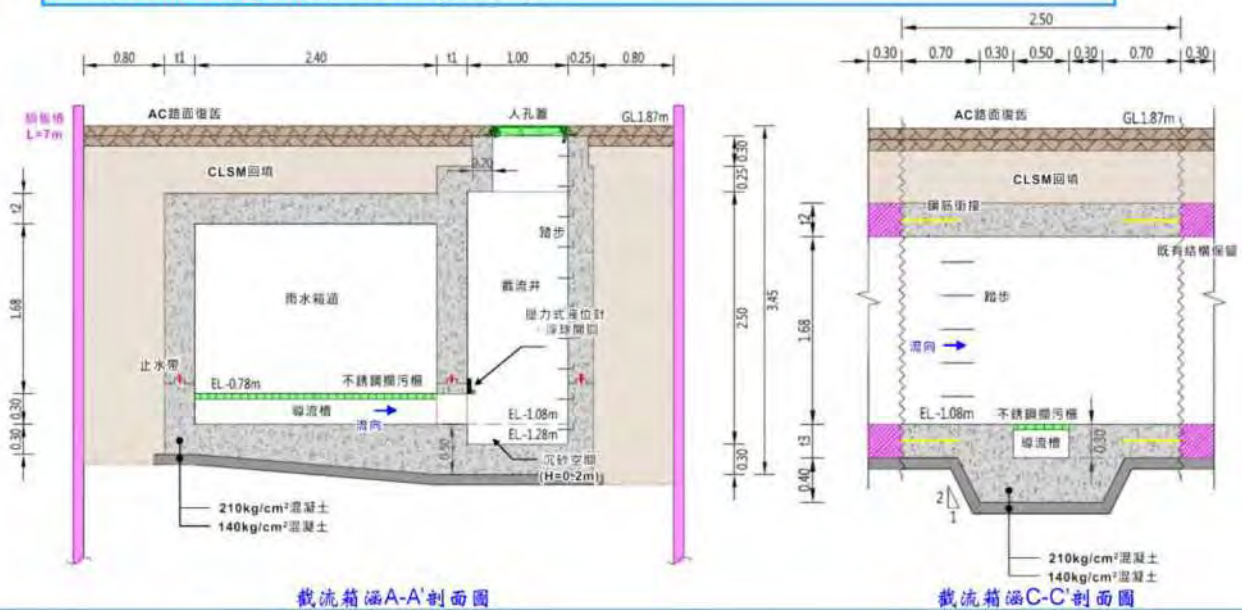 0.80 t1 2.40 t1 1.00 0.25 0.80
鋼板樁
L=7m
AC路面復舊
人孔蓋
GL1.87m
CLSM回填
0.20
踏步
截流井
雨水箱涵
壓力式液位計
浮球開關
止水帶
EL-0.78m
不銹鋼攔污柵
導流槽
流向
EL-1.08m
EL-1.28m
0.50
沉砂空間
(H=0.2m)
t2
1.68
0.30
0.30
0.30
0.25
2.50
0.30
3.45
210kg/cm²混凝土
140kg/cm²混凝土
截流箱涵A-A'剖面圖
2.50
0.30 0.70 0.30 0.50 0.30 0.70 0.30
AC路面復舊
GL1.87m
CLSM回填
鋼筋銜接
既有結構保留
踏步
流向
EL-1.08m
不銹鋼攔污柵
導流槽
0.30
t2
1.68
t3
0.40
2
1
210kg/cm²混凝土
140kg/cm²混凝土
截流箱涵C-C'剖面圖